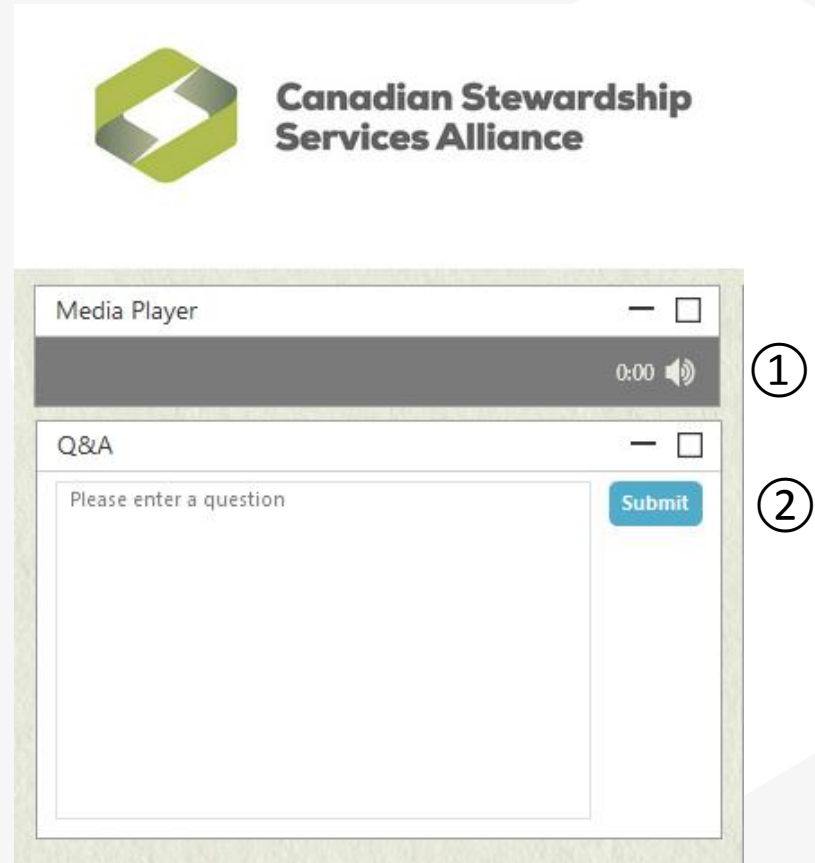 Canadian Stewardship
Services Alliance
Media Player
0:00
①
Q&A
Please enter a question
Submit
②